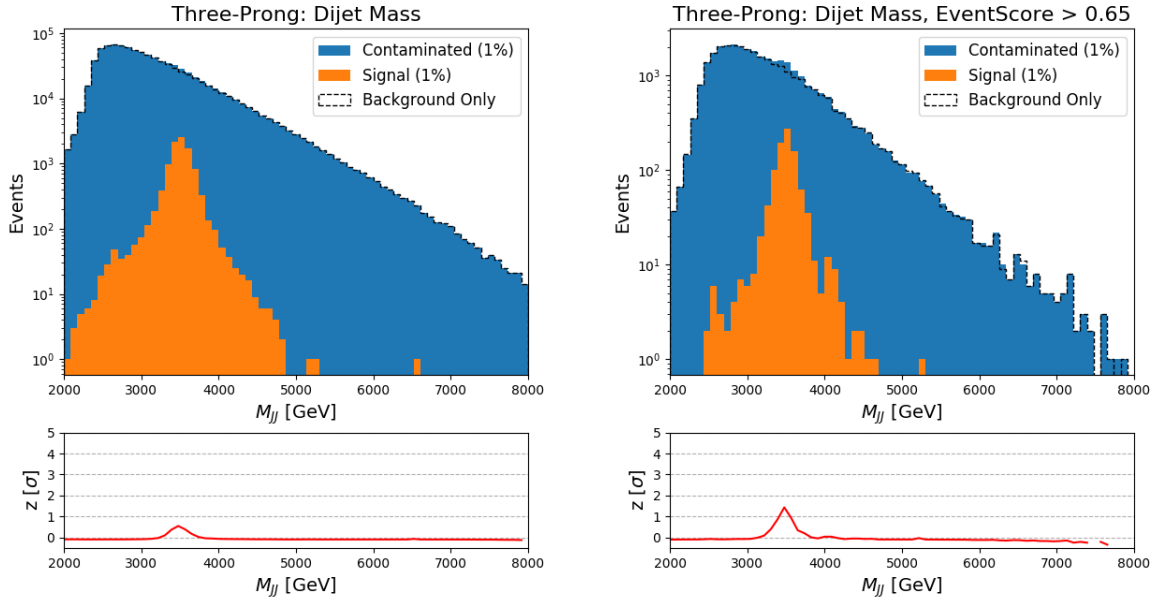 Three-Prong: Dijet Mass
Contaminated (1%)
Signal (1%)
Background Only
Events
10^5
10^4
10^3
10^2
10^1
10^0
2000 3000 4000 5000 6000 7000 8000
M_JJ [GeV]
z [σ]
5
4
3
2
1
0
2000 3000 4000 5000 6000 7000 8000
M_JJ [GeV]
Three-Prong: Dijet Mass, EventScore > 0.65
Contaminated (1%)
Signal (1%)
Background Only
Events
10^3
10^2
10^1
10^0
2000 3000 4000 5000 6000 7000 8000
M_JJ [GeV]
z [σ]
5
4
3
2
1
0
2000 3000 4000 5000 6000 7000 8000
M_JJ [GeV]